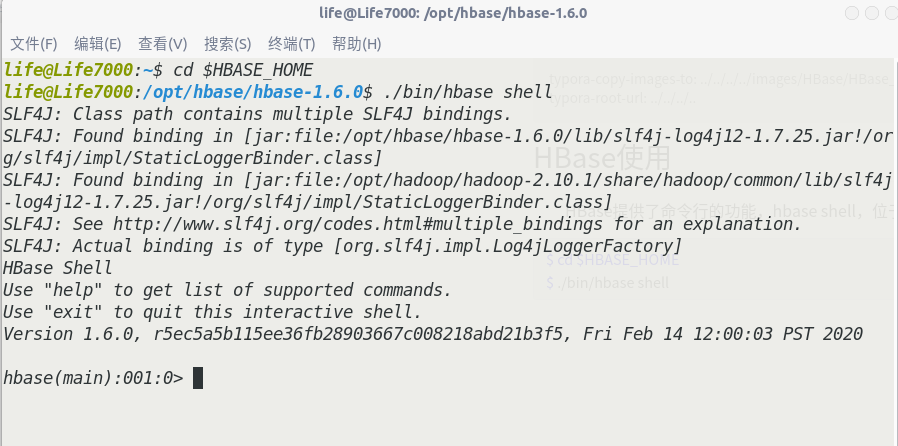 life@Life7000: /opt/hbase/hbase-1.6.0
文件(F) 编辑(E) 查看(V) 搜索(S) 终端(T) 帮助(H)
life@Life7000:~$ cd $HBASE_HOME
life@Life7000:/opt/hbase/hbase-1.6.0$ ./bin/hbase shell
SLF4J: Class path contains multiple SLF4J bindings.
SLF4J: Found binding in [jar:file:/opt/hbase/hbase-1.6.0/lib/slf4j-log4j12-1.7.25.jar!/or
g/slf4j/impl/StaticLoggerBinder.class]
SLF4J: Found binding in [jar:file:/opt/hadoop/hadoop-2.10.1/share/hadoop/common/lib/slf4j
-log4j12-1.7.25.jar!/org/slf4j/impl/StaticLoggerBinder.class]
SLF4J: See http://www.slf4j.org/codes.html#multiple_bindings for an explanation.
SLF4J: Actual binding is of type [org.slf4j.impl.Log4jLoggerFactory]
HBase Shell
Use "help" to get list of supported commands.
Use "exit" to quit this interactive shell.
Version 1.6.0, r5ec5a5b115ee36fb28903667c008218abd21b3f5, Fri Feb 14 12:00:03 PST 2020
hbase(main):001:0>
typora-copy-images-to: ../../../../images/HBase/HBase_
typora-root-url: ../../../..
HBase使用
HBase提供了命令行的功能，hbase shell，位于
$ cd $HBASE_HOME
$ ./bin/hbase shell